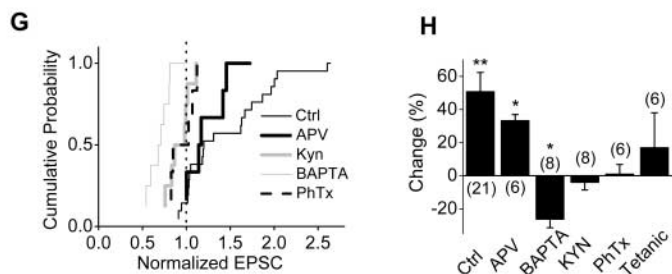 G
Cumulative Probability
1.0
0.5
0.0
0.0 0.5 1.0 1.5 2.0 2.5
Normalized EPSC
Ctrl
APV
Kyn
BAPTA
PhTx
H
Change (%)
60
40
20
0
-20
** * * (6)
(8) (8) (6)
(21) (6)
Ctrl APV BAPTA KYN PhTx Tetanic